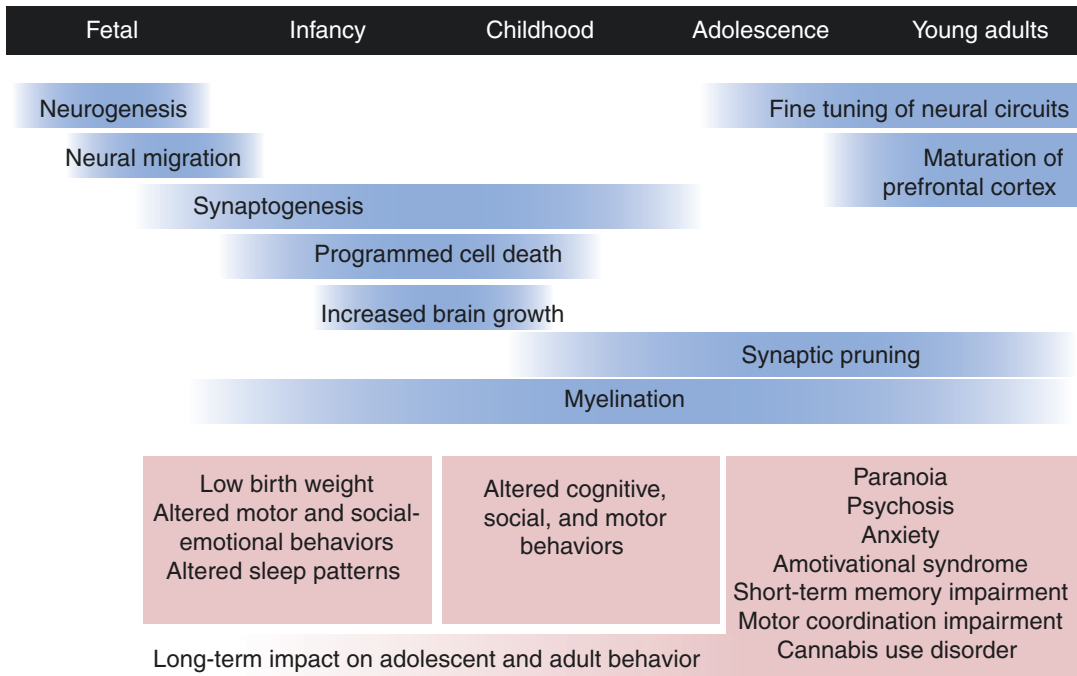 Fetal Infancy Childhood Adolescence Young adults
Neurogenesis Fine tuning of neural circuits
Neural migration Maturation of
prefrontal cortex
Synaptogenesis
Programmed cell death
Increased brain growth
Synaptic pruning
Myelination
Low birth weight
Altered motor and social-
emotional behaviors
Altered sleep patterns
Altered cognitive,
social, and motor
behaviors
Paranoia
Psychosis
Anxiety
Amotivational syndrome
Short-term memory impairment
Motor coordination impairment
Cannabis use disorder
Long-term impact on adolescent and adult behavior